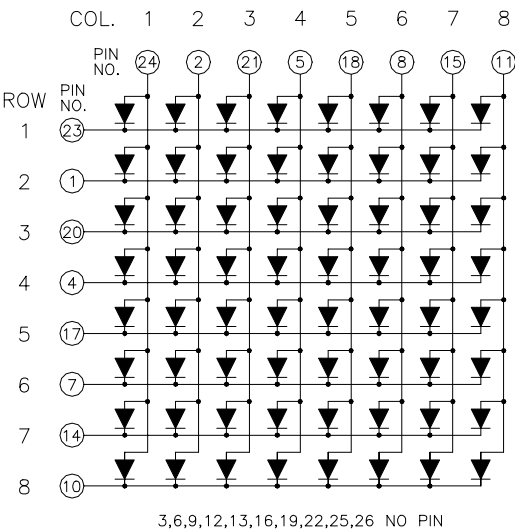 COL. 1 2 3 4 5 6 7 8
PIN NO. 24 2 21 5 18 8 15 11
ROW PIN NO.
1 23
2 1
3 20
4 4
5 17
6 7
7 14
8 10
3,6,9,12,13,16,19,22,25,26 NO PIN